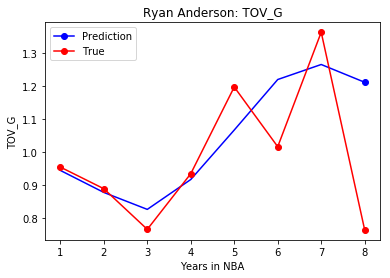 Ryan Anderson: TOV_G
Prediction
True
TOV_G
1.3
1.2
1.1
1.0
0.9
0.8
1 2 3 4 5 6 7 8
Years in NBA